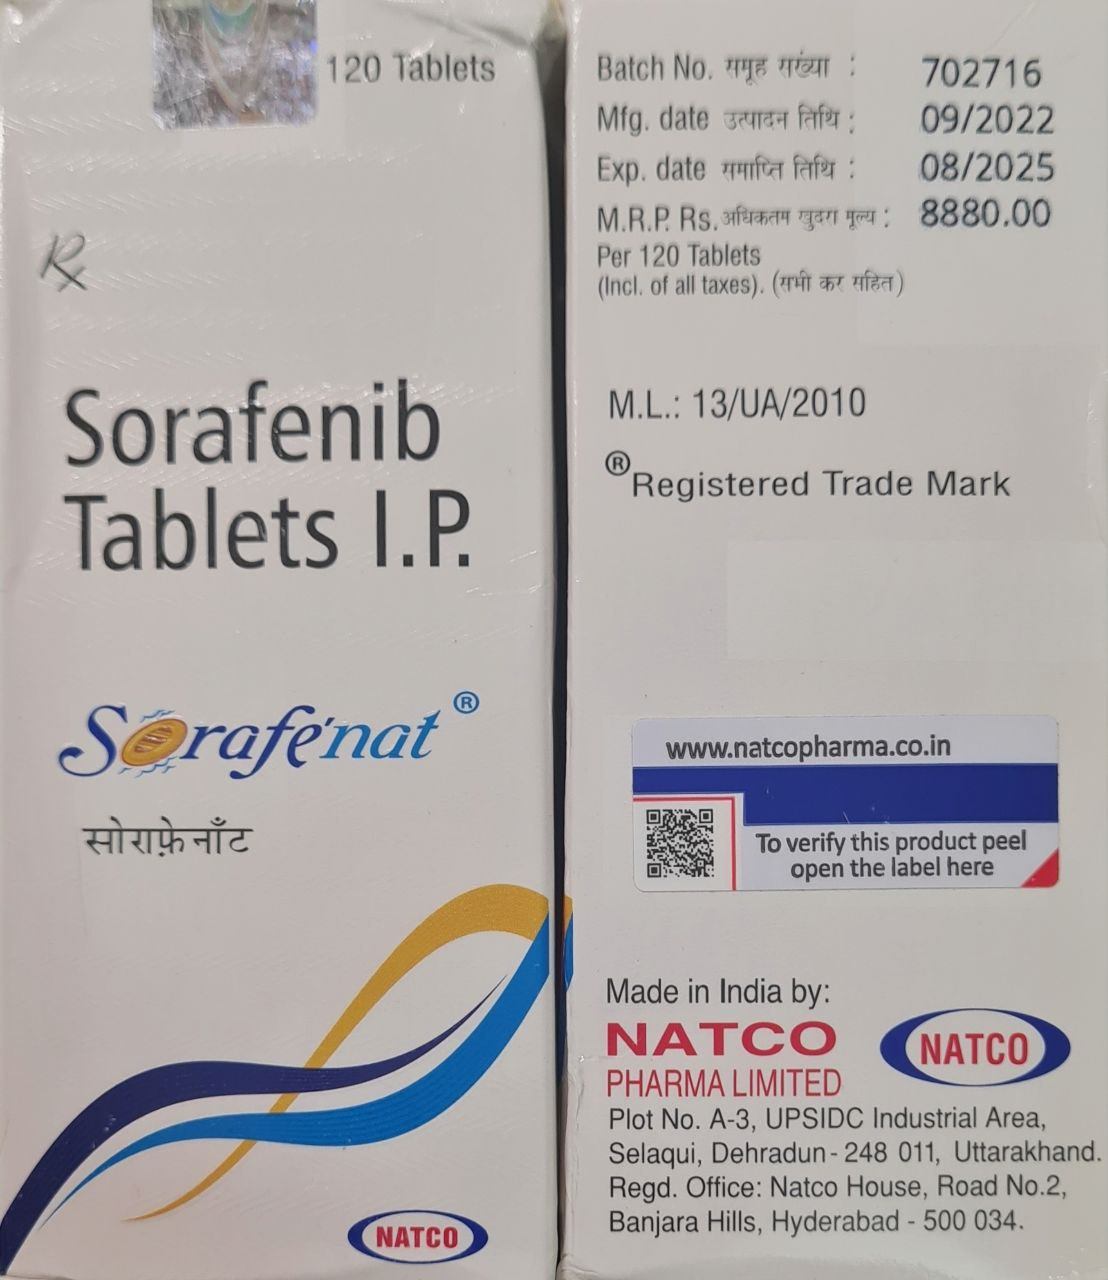 120 Tablets
Rx
Sorafenib
Tablets I.P.
Sorafenat ®
सोराफ़ेनाँट
NATCO
Batch No. समूह संख्या : 702716
Mfg. date उत्पादन तिथि : 09/2022
Exp. date समाप्ति तिथि : 08/2025
M.R.P. Rs. अधिकतम खुदरा मूल्य : 8880.00
Per 120 Tablets
(Incl. of all taxes). (सभी कर सहित)
M.L.: 13/UA/2010
® Registered Trade Mark
www.natcopharma.co.in
To verify this product peel
open the label here
Made in India by:
NATCO
PHARMA LIMITED
NATCO
Plot No. A-3, UPSIDC Industrial Area,
Selaqui, Dehradun - 248 011, Uttarakhand.
Regd. Office: Natco House, Road No.2,
Banjara Hills, Hyderabad - 500 034.